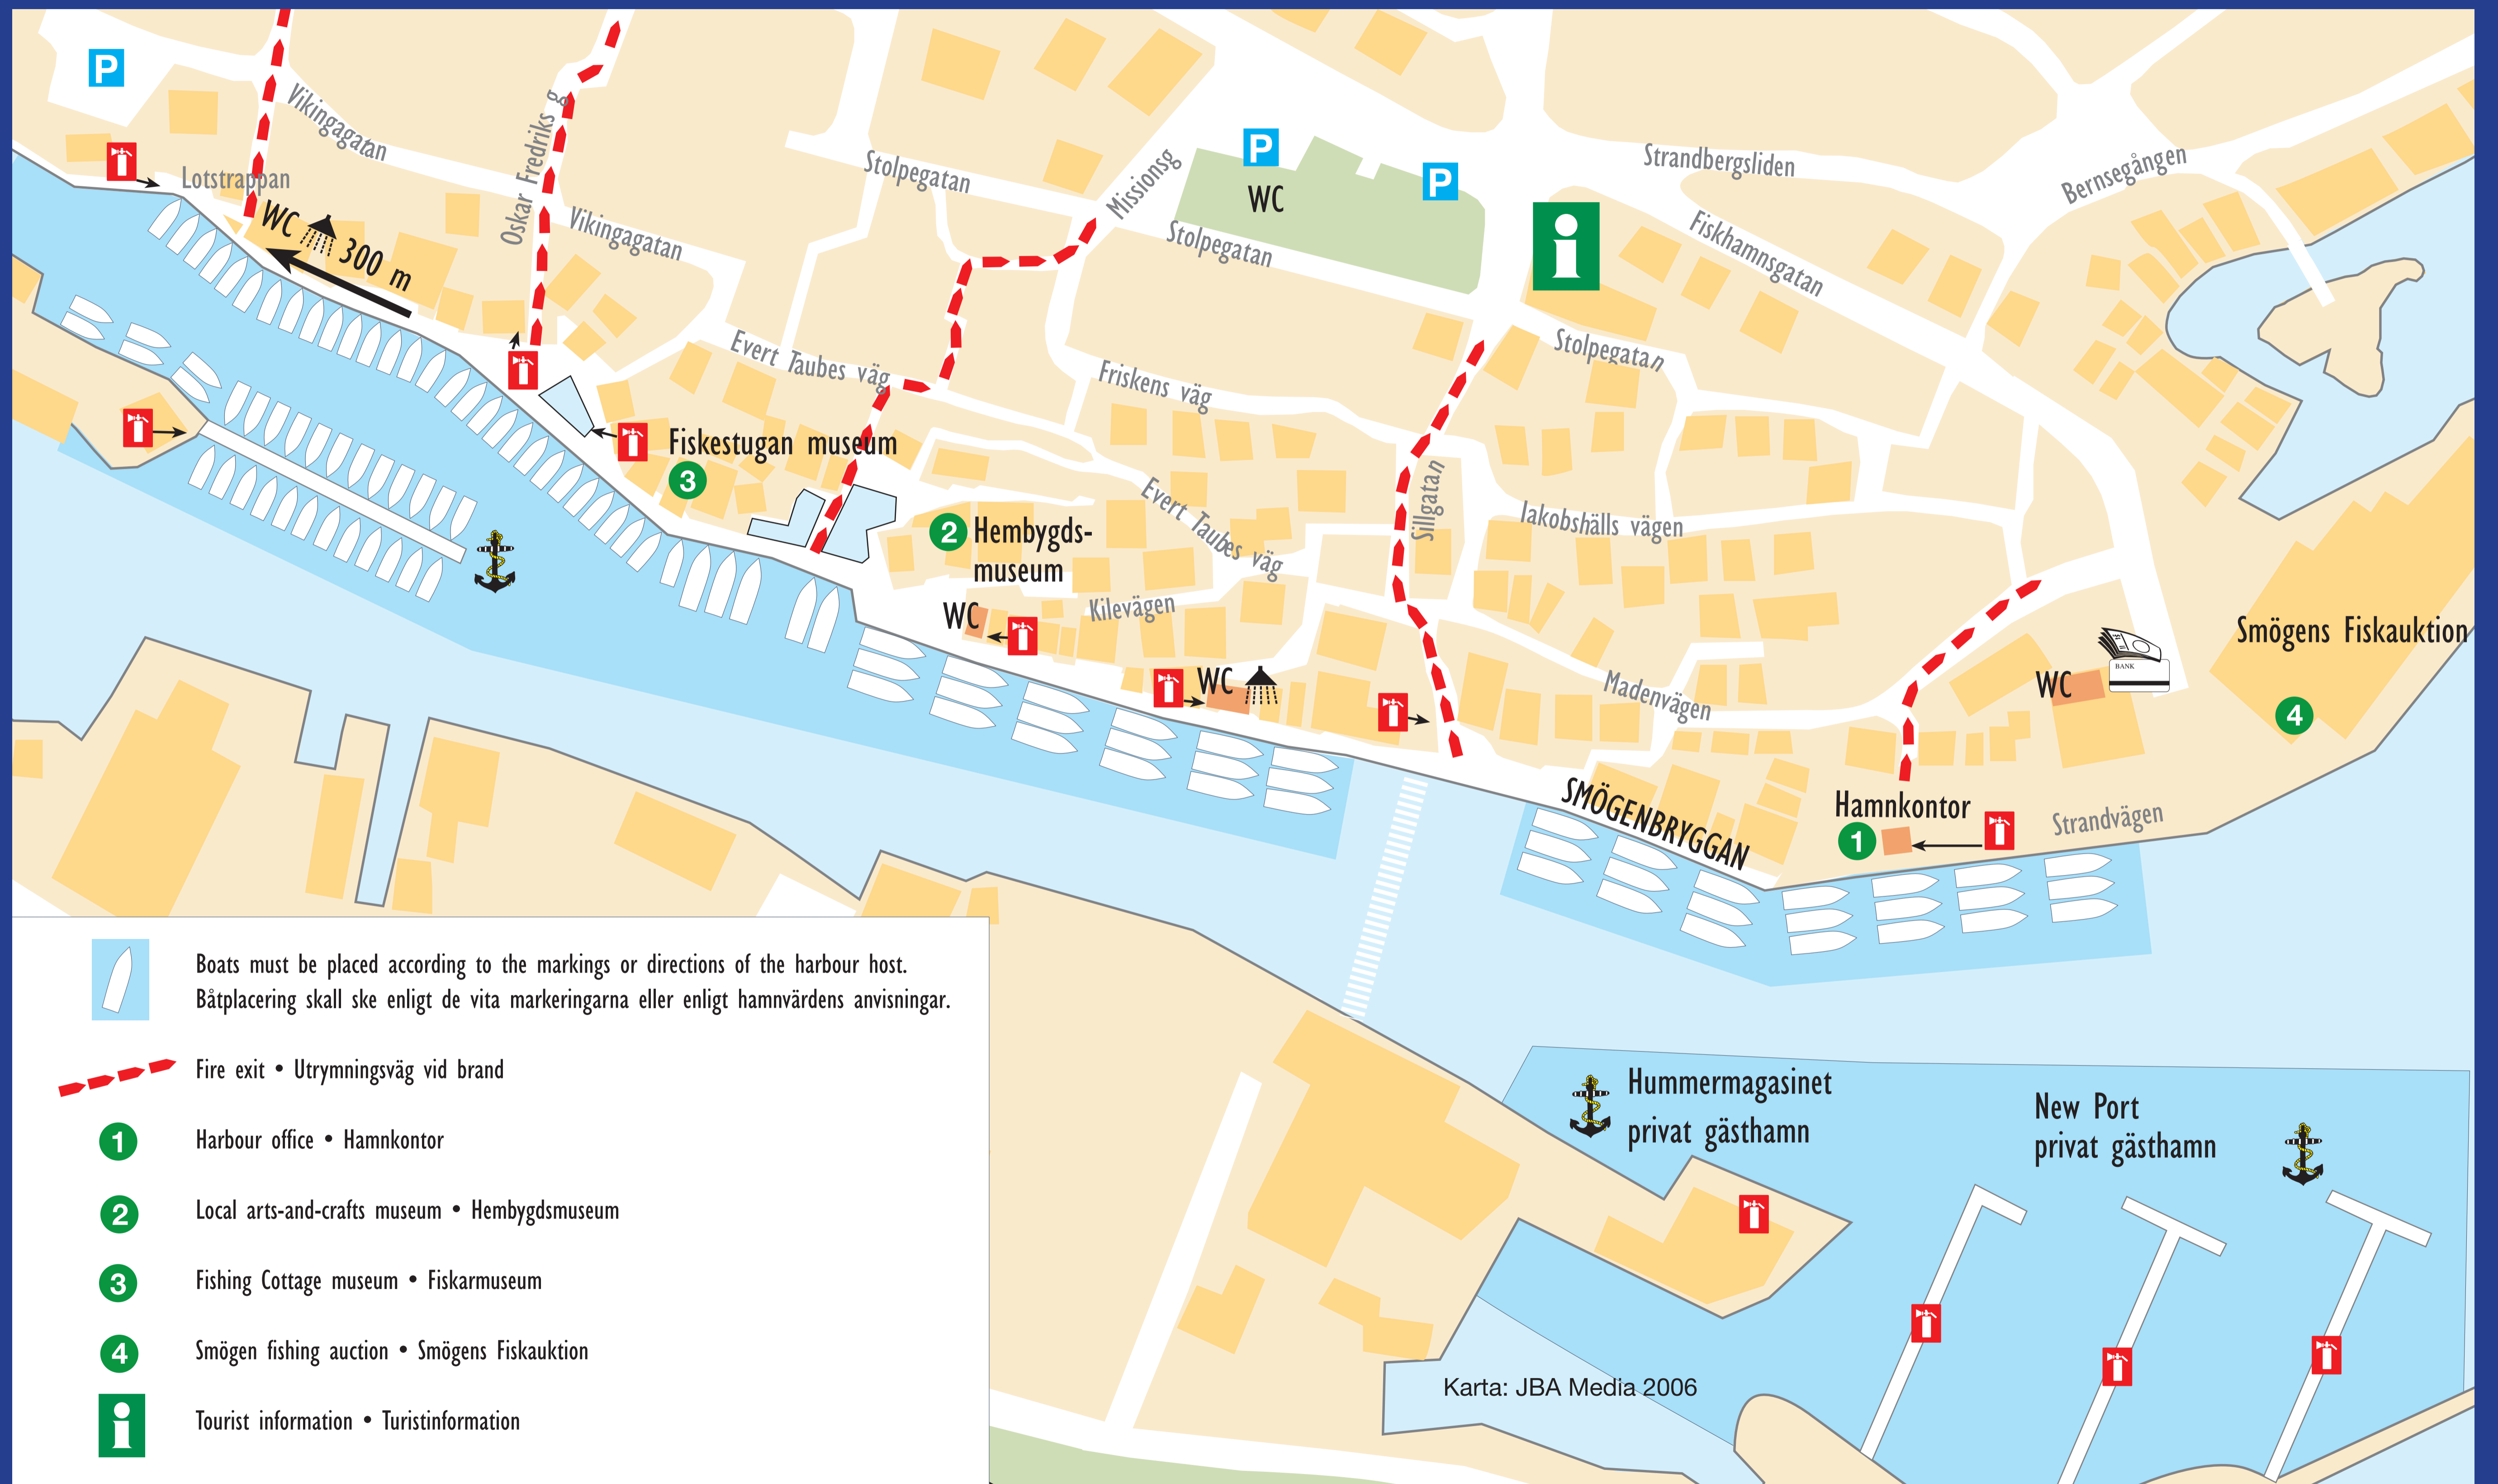 P
Vikingagatan
Oskar Fredriks g
Lotstrappan
WC
300 m
Vikingagatan
Stolpegatan
Missionsg
P
WC
P
Stolpegatan
i
Strandbergsliden
Fiskhamnsgatan
Bernsegången
Stolpegatan
Evert Taubes väg
Friskens väg
Fiskestugan museum
3
2
Hembygds-
museum
Evert Taubes väg
Sillgatan
Jakobshälls vägen
WC
Kilevägen
WC
Madenvägen
WC
BANK
Smögens Fiskauktion
4
SMÖGENBRYGGAN
Hamnkontor
1
Strandvägen
Hummermagasinet
privat gästhamn
New Port
privat gästhamn
Karta: JBA Media 2006
Boats must be placed according to the markings or directions of the harbour host.
Båtplacering skall ske enligt de vita markeringarna eller enligt hamnvärdens anvisningar.
Fire exit • Utrymningsväg vid brand
1 Harbour office • Hamnkontor
2 Local arts-and-crafts museum • Hembygdsmuseum
3 Fishing Cottage museum • Fiskarmuseum
4 Smögen fishing auction • Smögens Fiskauktion
i Tourist information • Turistinformation